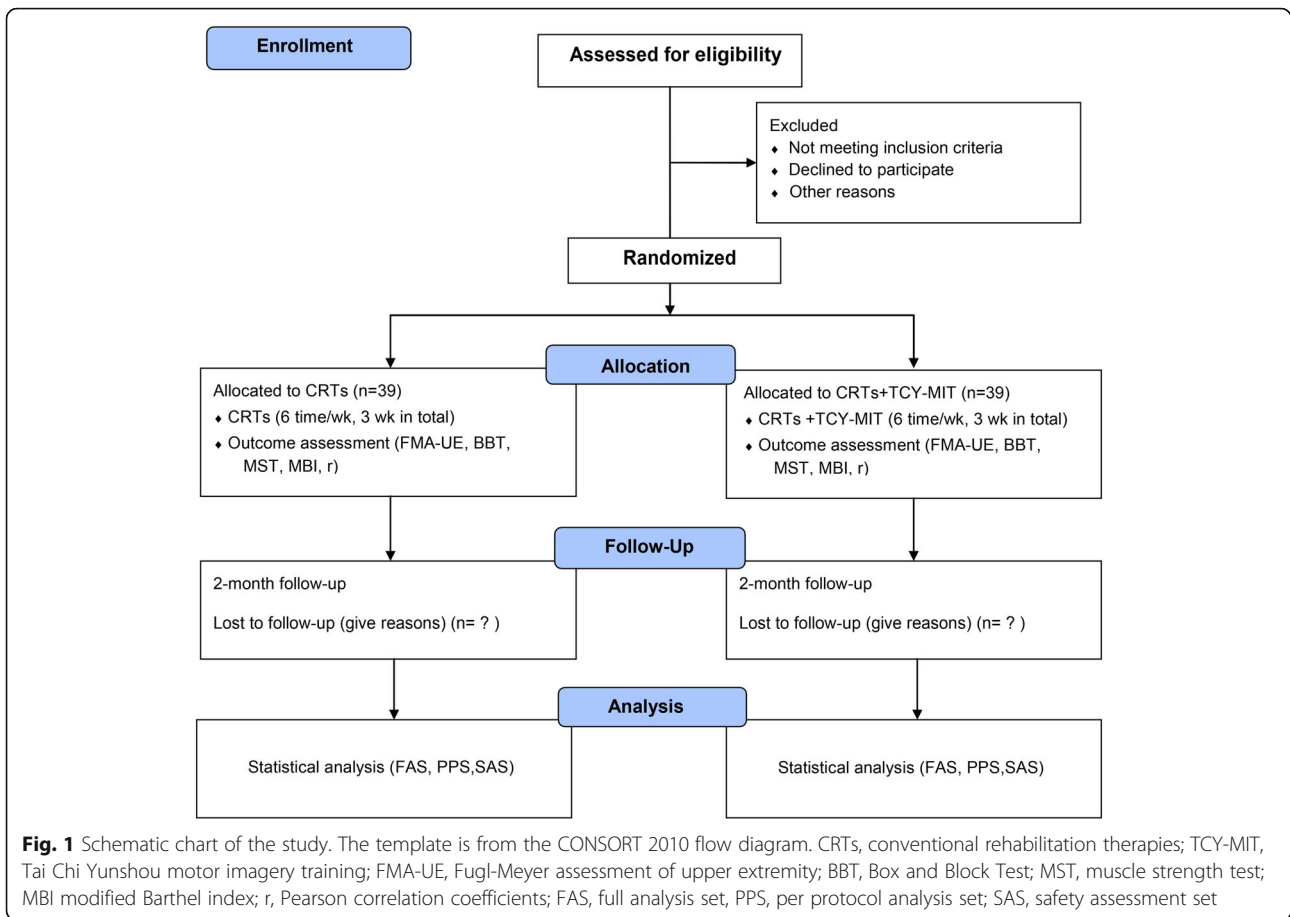 Enrollment
Assessed for eligibility
Excluded
♦ Not meeting inclusion criteria
♦ Declined to participate
♦ Other reasons
Randomized
Allocation
Allocated to CRTs (n=39)
♦ CRTs (6 time/wk, 3 wk in total)
♦ Outcome assessment (FMA-UE, BBT,
MST, MBI, r)
Allocated to CRTs+TCY-MIT (n=39)
♦ CRTs +TCY-MIT (6 time/wk, 3 wk in total)
♦ Outcome assessment (FMA-UE, BBT,
MST, MBI, r)
Follow-Up
2-month follow-up
Lost to follow-up (give reasons) (n= ? )
2-month follow-up
Lost to follow-up (give reasons) (n= ? )
Analysis
Statistical analysis (FAS, PPS,SAS)
Statistical analysis (FAS, PPS,SAS)
Fig. 1 Schematic chart of the study. The template is from the CONSORT 2010 flow diagram. CRTs, conventional rehabilitation therapies; TCY-MIT,
Tai Chi Yunshou motor imagery training; FMA-UE, Fugl-Meyer assessment of upper extremity; BBT, Box and Block Test; MST, muscle strength test;
MBI modified Barthel index; r, Pearson correlation coefficients; FAS, full analysis set, PPS, per protocol analysis set; SAS, safety assessment set